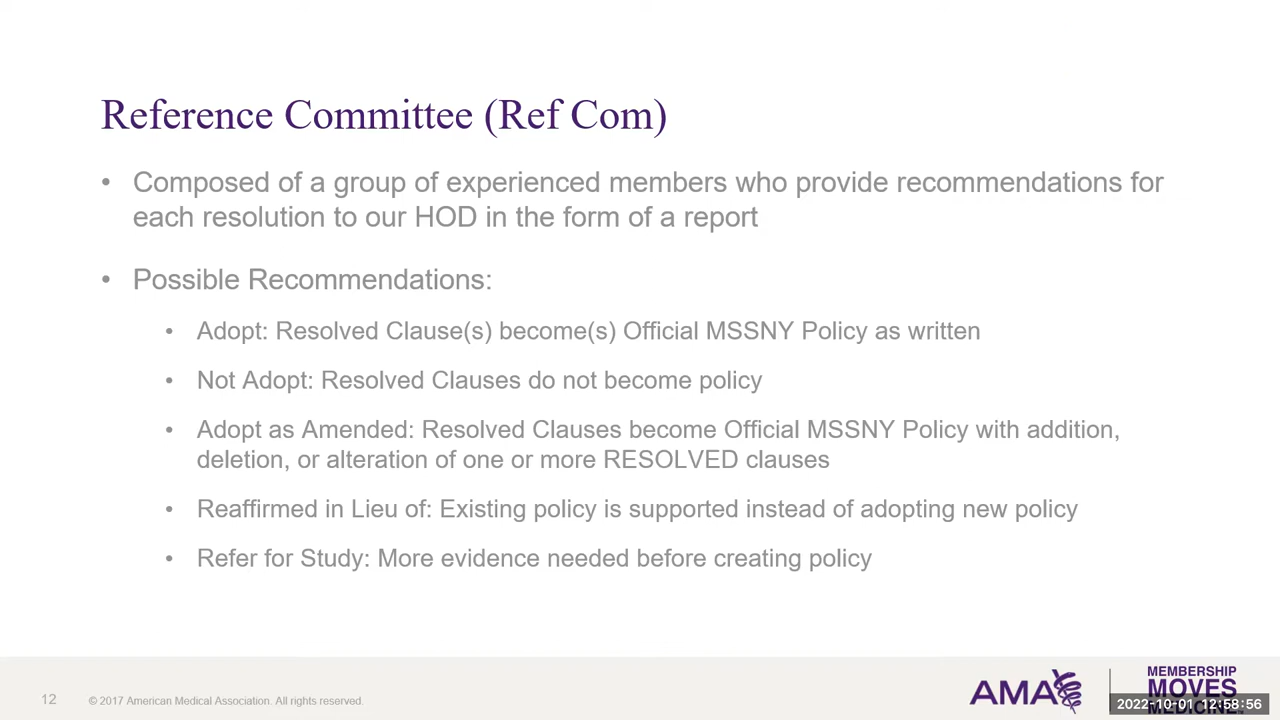 Reference Committee (Ref Com)
• Composed of a group of experienced members who provide recommendations for
each resolution to our HOD in the form of a report
• Possible Recommendations:
• Adopt: Resolved Clause(s) become(s) Official MSSNY Policy as written
• Not Adopt: Resolved Clauses do not become policy
• Adopt as Amended: Resolved Clauses become Official MSSNY Policy with addition,
deletion, or alteration of one or more RESOLVED clauses
• Reaffirmed in Lieu of: Existing policy is supported instead of adopting new policy
• Refer for Study: More evidence needed before creating policy
12
© 2017 American Medical Association. All rights reserved.
AMA
MEMBERSHIP
MOVES
MEDICINE
2022-10-01 12:58:56